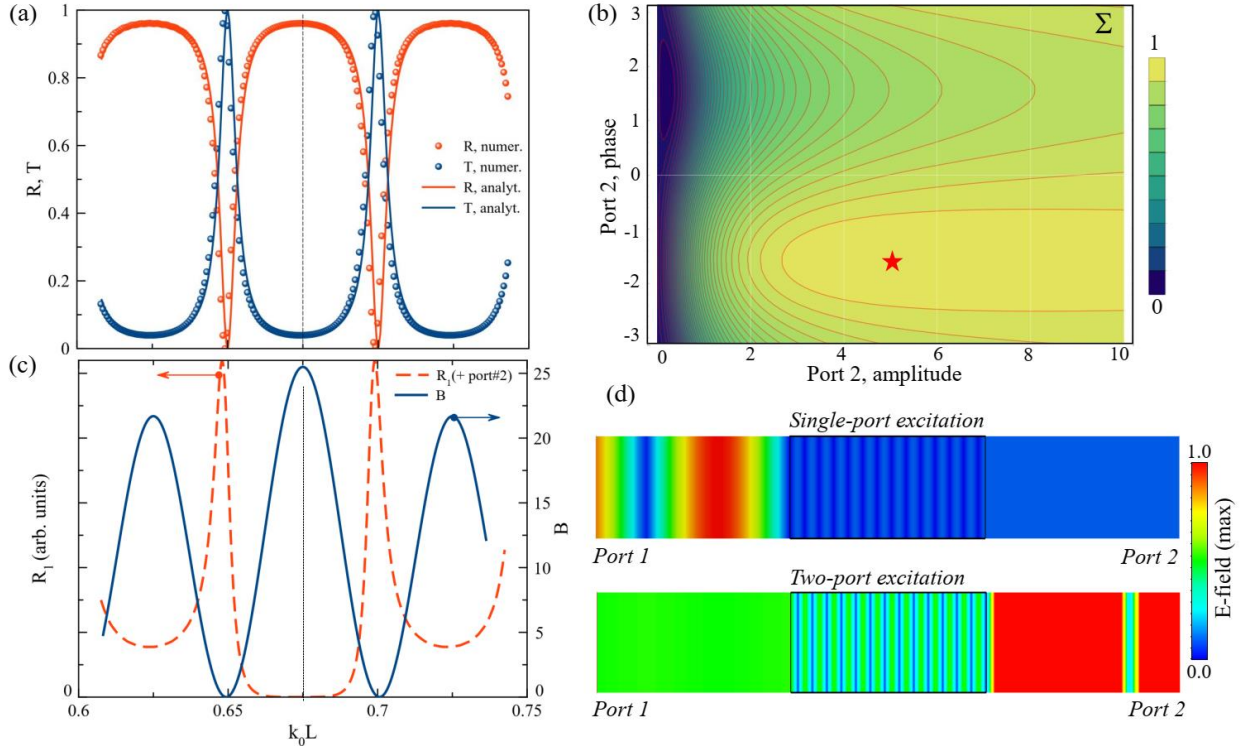 (a)
1
0.8
0.6
0.4
0.2
0
R, T
R, numer.
T, numer.
R, analyt.
T, analyt.
(b)
3
2
1
0
-1
-2
-3
Port 2, phase
0
2
4
6
8
10
Port 2, amplitude
Σ
1
0
(c)
R₁ (arb. units)
0
R₁(+ port#2)
B
25
20
15
10
5
0
B
0.6
0.65
0.7
0.75
k₀L
(d)
Single-port excitation
Port 1
Port 2
Two-port excitation
Port 1
Port 2
1.0
0.0
E-field (max)